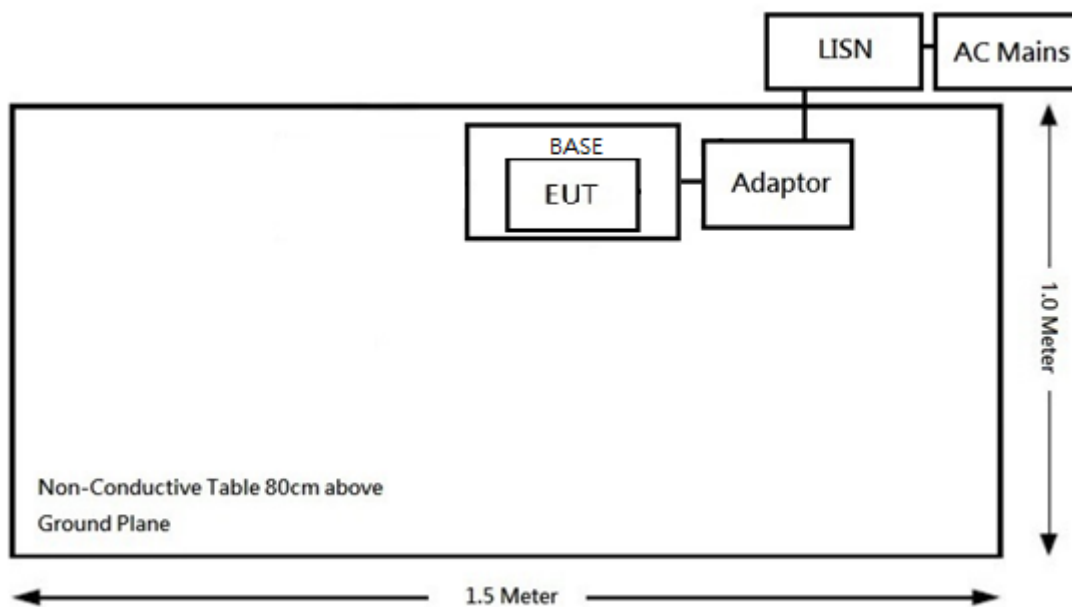 LISN
AC Mains
BASE
EUT
Adaptor
1.0 Meter
Non-Conductive Table 80cm above
Ground Plane
1.5 Meter